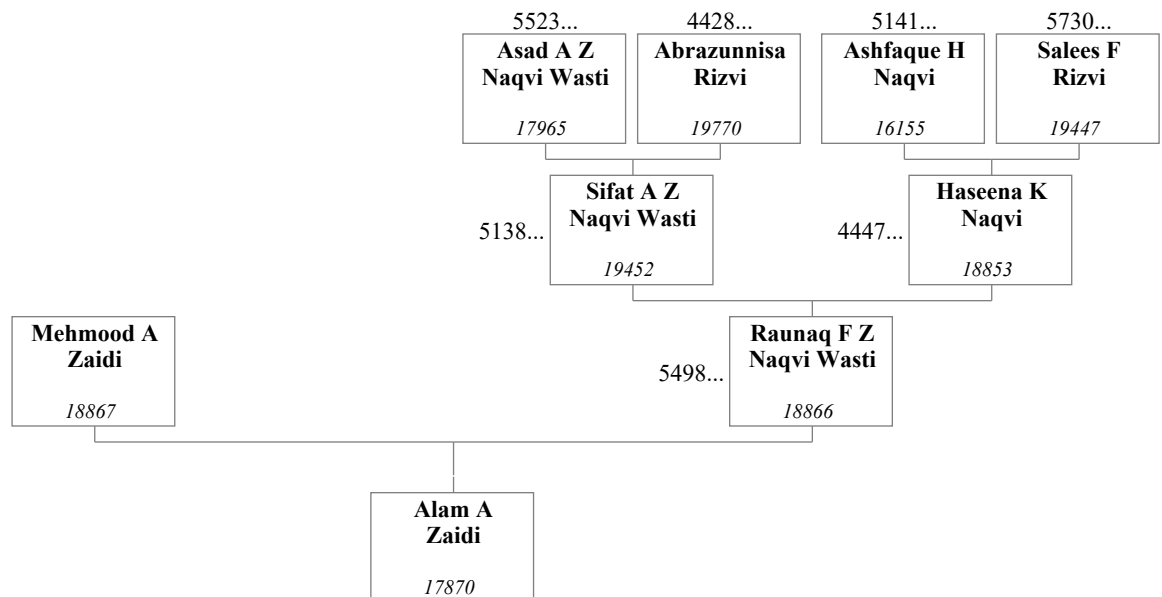 5523...
4428...
5141...
5730...
Asad A Z
Naqvi Wasti
17965
Abrazunnisa
Rizvi
19770
Ashfaque H
Naqvi
16155
Salees F
Rizvi
19447
5138...
Sifat A Z
Naqvi Wasti
19452
4447...
Haseena K
Naqvi
18853
Mehmood A
Zaidi
18867
5498...
Raunaq F Z
Naqvi Wasti
18866
Alam A
Zaidi
17870